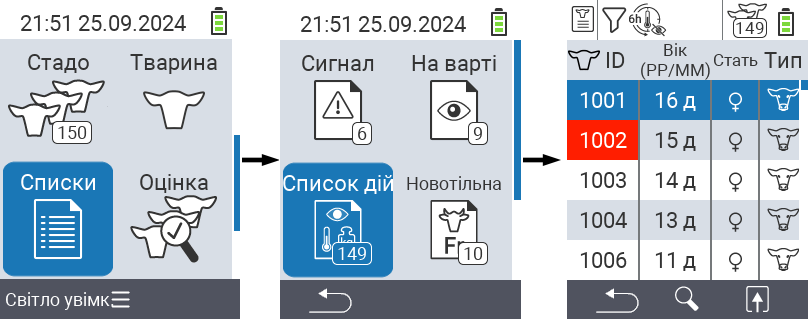 21:51 25.09.2024
Стадо
Тварина
150
Списки
Оцінка
Світло увімк.
21:51 25.09.2024
Сигнал
На варті
6
9
Список дій
Новотільна
149
Fr
10
6h
149
ID
Вік
(РР/ММ)
Стать
Тип
1001 16 д ♀
1002 15 д ♀
1003 14 д ♀
1004 13 д ♀
1006 11 д ♀